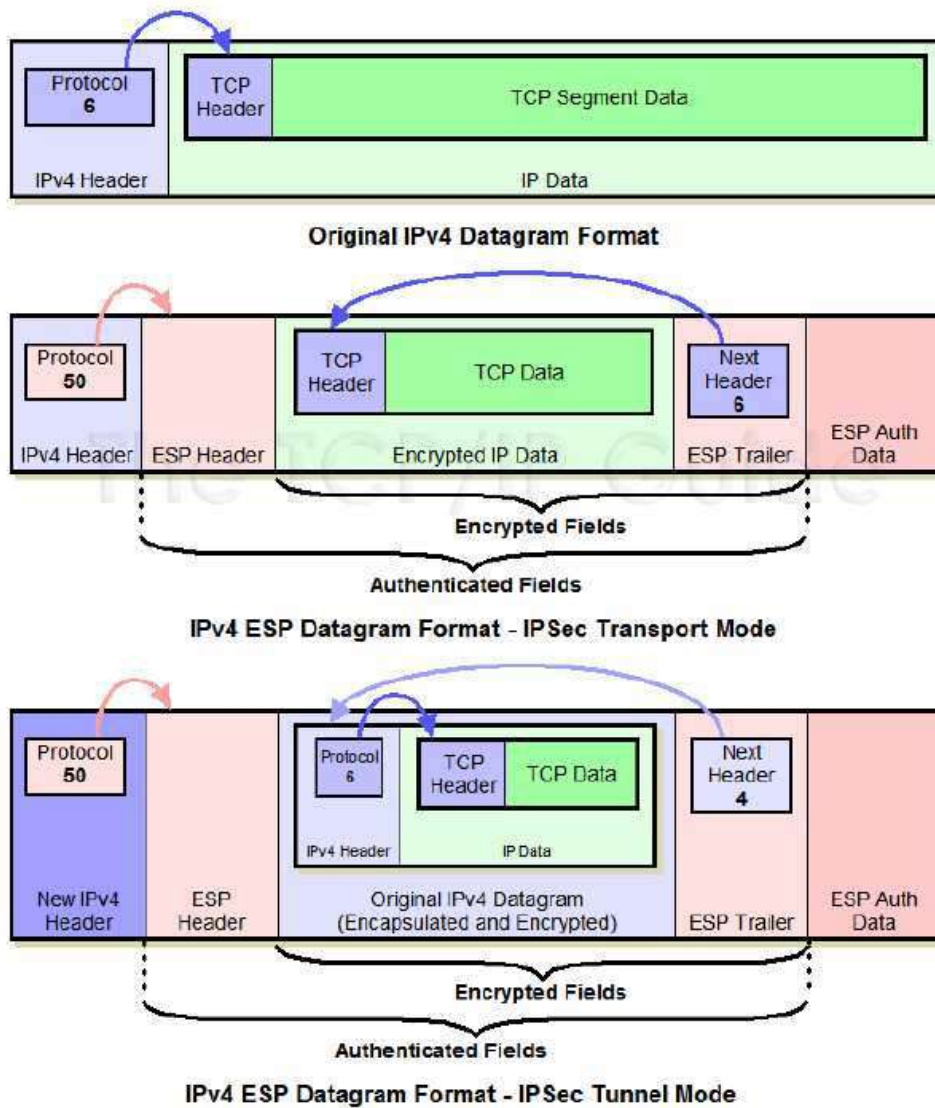 Protocol
6
TCP
Header
TCP Segment Data
IPv4 Header
IP Data
Original IPv4 Datagram Format
Protocol
50
TCP
Header
TCP Data
Next
Header
6
IPv4 Header
ESP Header
Encrypted IP Data
ESP Trailer
ESP Auth
Data
The TCP/IP Guide
Encrypted Fields
Authenticated Fields
IPv4 ESP Datagram Format - IPSec Transport Mode
Protocol
50
Protocol
6
TCP
Header
TCP Data
Next
Header
4
IPv4 Header
IP Data
New IPv4
Header
ESP
Header
Original IPv4 Datagram
(Encapsulated and Encrypted)
ESP Trailer
ESP Auth
Data
Encrypted Fields
Authenticated Fields
IPv4 ESP Datagram Format - IPSec Tunnel Mode